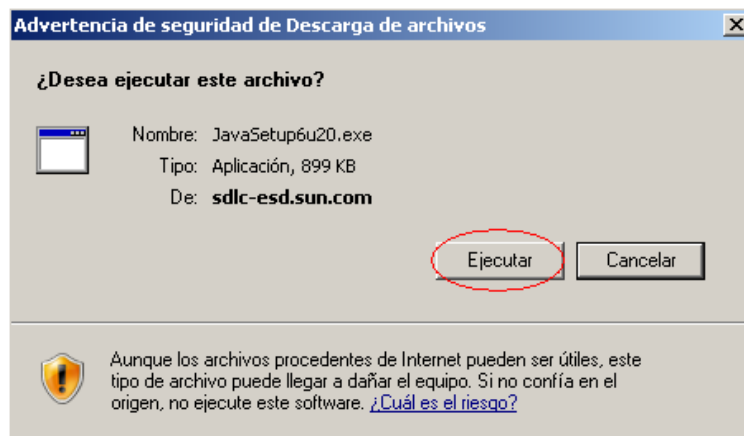 Advertencia de seguridad de Descarga de archivos
¿Desea ejecutar este archivo?
Nombre: JavaSetup6u20.exe
Tipo: Aplicación, 899 KB
De: sdlc-esd.sun.com
Ejecutar Cancelar
Aunque los archivos procedentes de Internet pueden ser útiles, este
tipo de archivo puede llegar a dañar el equipo. Si no confía en el
origen, no ejecute este software. ¿Cuál es el riesgo?